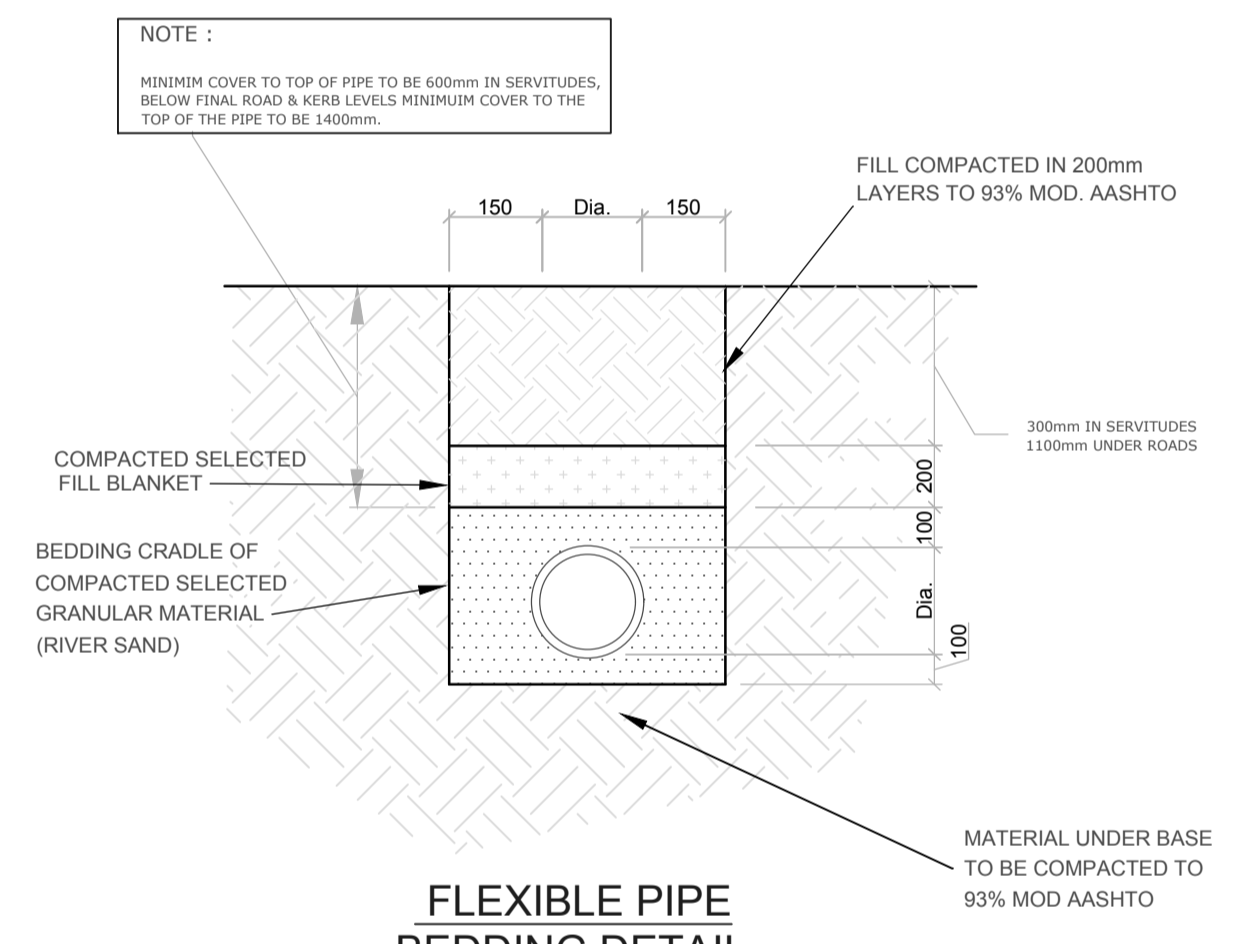 NOTE :
MINIMIM COVER TO TOP OF PIPE TO BE 600mm IN SERVITUDES,
BELOW FINAL ROAD & KERB LEVELS MINIMUIM COVER TO THE
TOP OF THE PIPE TO BE 1400mm.
FILL COMPACTED IN 200mm
LAYERS TO 93% MOD. AASHTO
150 Dia. 150
300mm IN SERVITUDES
1100mm UNDER ROADS
COMPACTED SELECTED
FILL BLANKET
200
100
BEDDING CRADLE OF
COMPACTED SELECTED
GRANULAR MATERIAL
(RIVER SAND)
Dia.
100
MATERIAL UNDER BASE
TO BE COMPACTED TO
93% MOD AASHTO
FLEXIBLE PIPE
BEDDING DETAIL